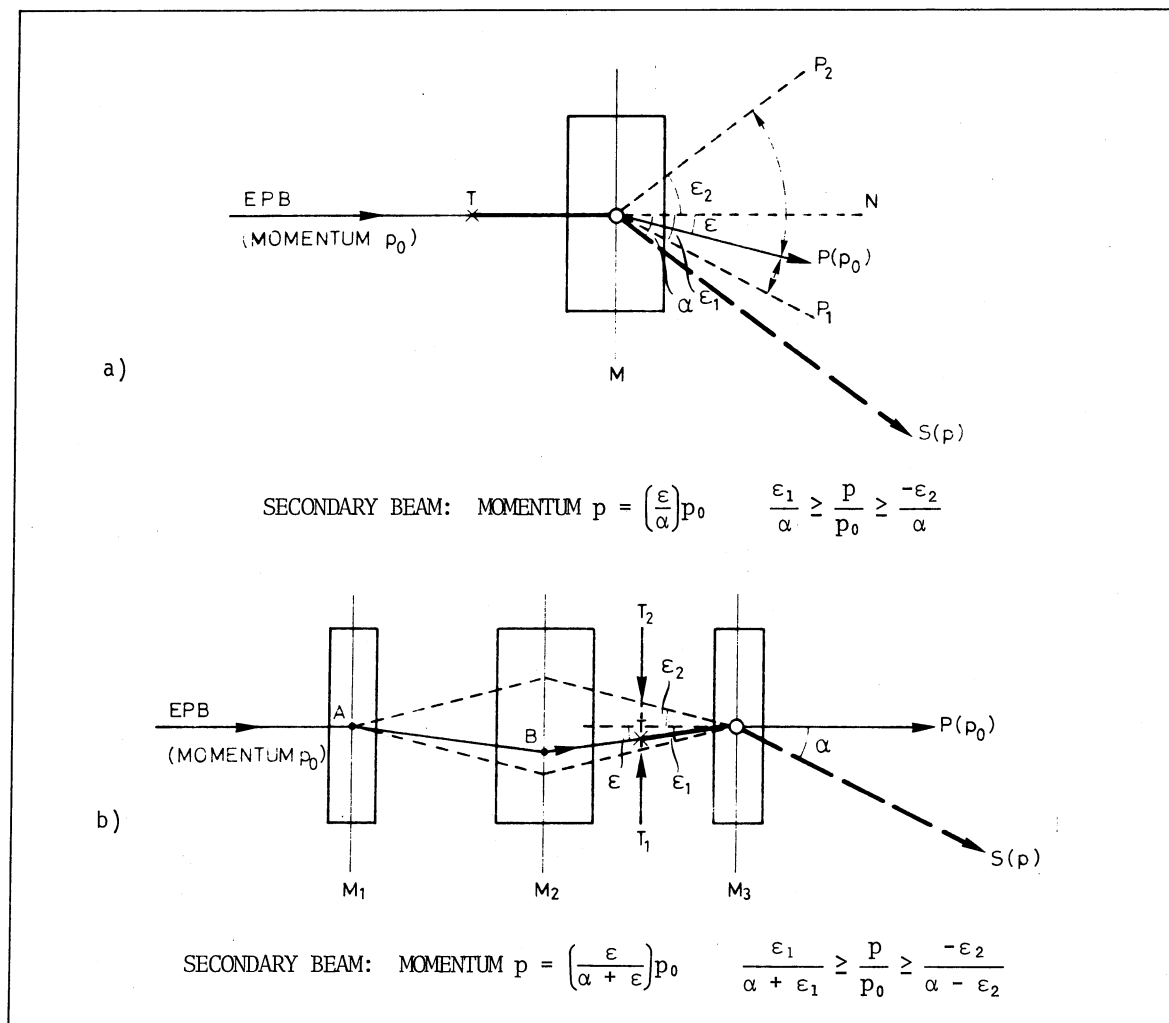 P₂
T
EPB
(MOMENTUM p₀)
ε₂
N
ε
P(p₀)
α
ε₁
P₁
a)
M
S(p)
SECONDARY BEAM: MOMENTUM p = (ε/α)p₀ ε₁/α ≥ p/p₀ ≥ -ε₂/α
T₂
ε₂
EPB
A
T
P(p₀)
(MOMENTUM p₀)
B
ε
ε₁
α
b)
T₁
S(p)
M₁ M₂ M₃
SECONDARY BEAM: MOMENTUM p = (ε/(α + ε))p₀ ε₁/(α + ε₁) ≥ p/p₀ ≥ -ε₂/(α - ε₂)